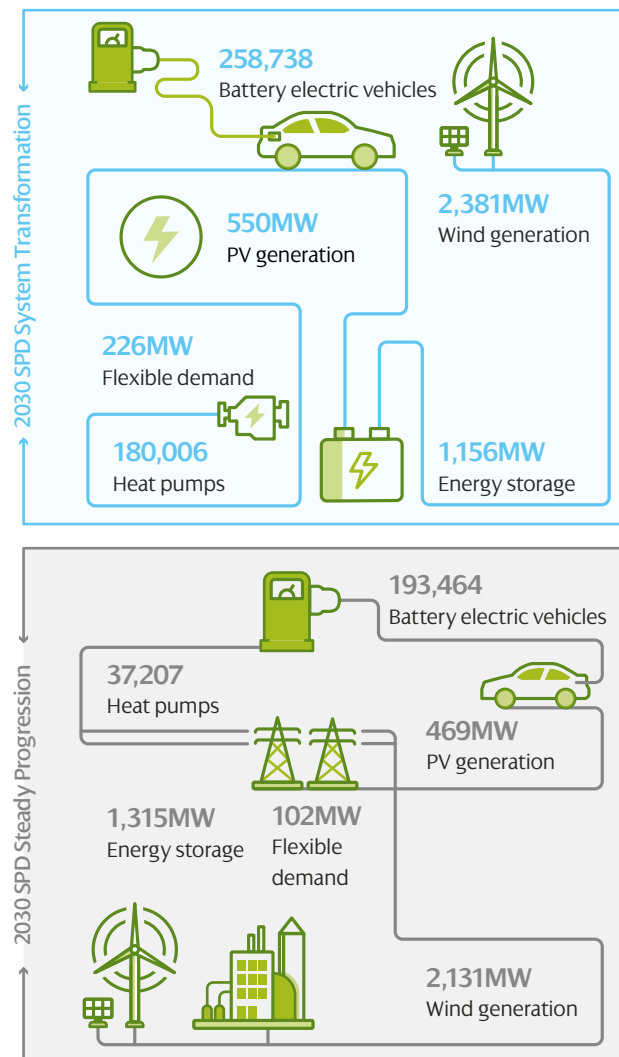 2030 SPD System Transformation
258,738
Battery electric vehicles
550MW
PV generation
2,381MW
Wind generation
226MW
Flexible demand
180,006
Heat pumps
1,156MW
Energy storage
2030 SPD Steady Progression
193,464
Battery electric vehicles
37,207
Heat pumps
469MW
PV generation
1,315MW
Energy storage
102MW
Flexible
demand
2,131MW
Wind generation